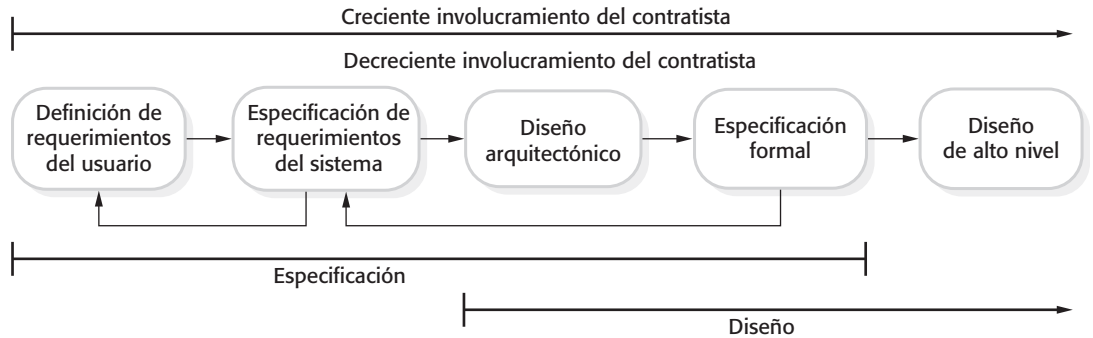 Creciente involucramiento del contratista
Decreciente involucramiento del contratista
Definición de
requerimientos
del usuario
Especificación de
requerimientos
del sistema
Diseño
arquitectónico
Especificación
formal
Diseño
de alto nivel
Especificación
Diseño